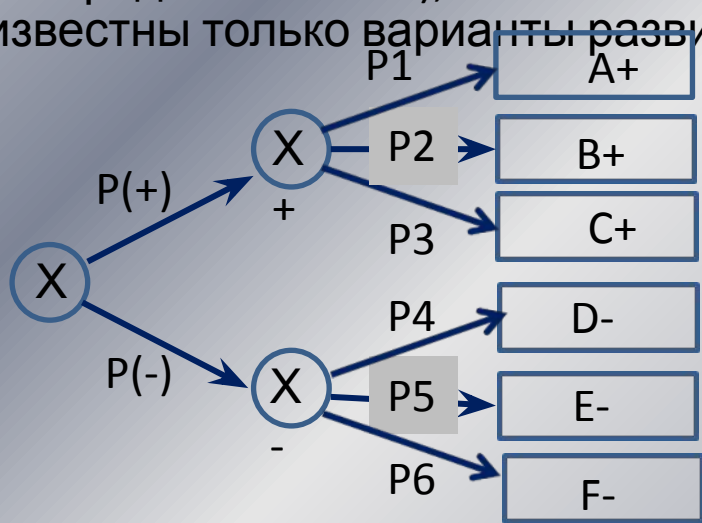 известны только варианты разви
P1
A+
X
P2
B+
P(+)
+
P3
C+
X
P4
D-
P(-)
X
P5
E-
-
P6
F-